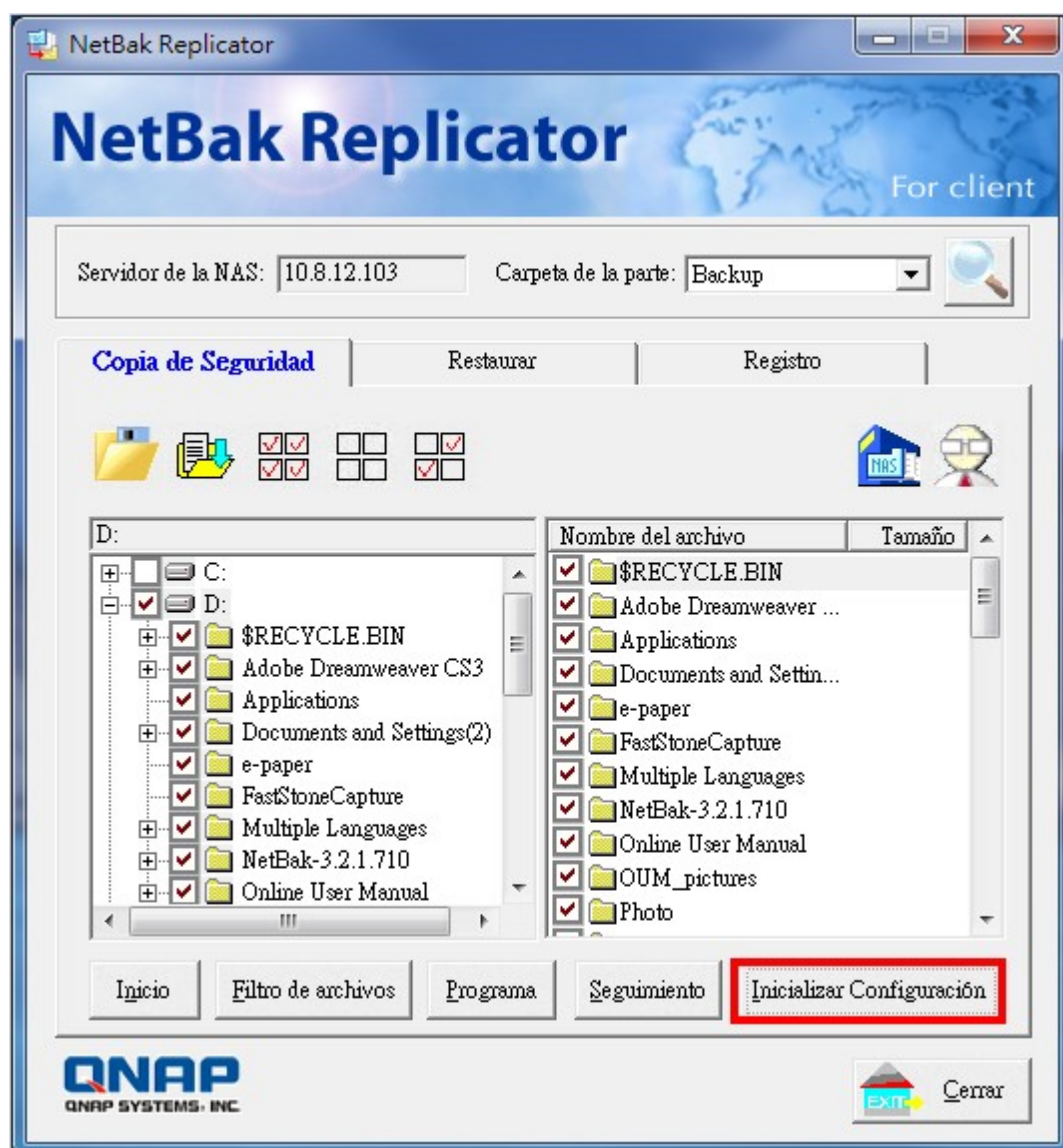 NetBak Replicator
NetBak Replicator
For client
Servidor de la NAS: 10.8.12.103 Carpeta de la parte: Backup
Copia de Seguridad Restaurar Registro
NAS
D:
C:
D:
$RECYCLE.BIN
Adobe Dreamweaver CS3
Applications
Documents and Settings(2)
e-paper
FastStoneCapture
Multiple Languages
NetBak-3.2.1.710
Online User Manual
Nombre del archivo Tamaño
$RECYCLE.BIN
Adobe Dreamweaver ...
Applications
Documents and Settin...
e-paper
FastStoneCapture
Multiple Languages
NetBak-3.2.1.710
Online User Manual
OUM_pictures
Photo
Inicio Filtro de archivos Programa Seguimiento Inicializar Configuración
QNAP
QNAP SYSTEMS, INC.
EXIT Cerrar